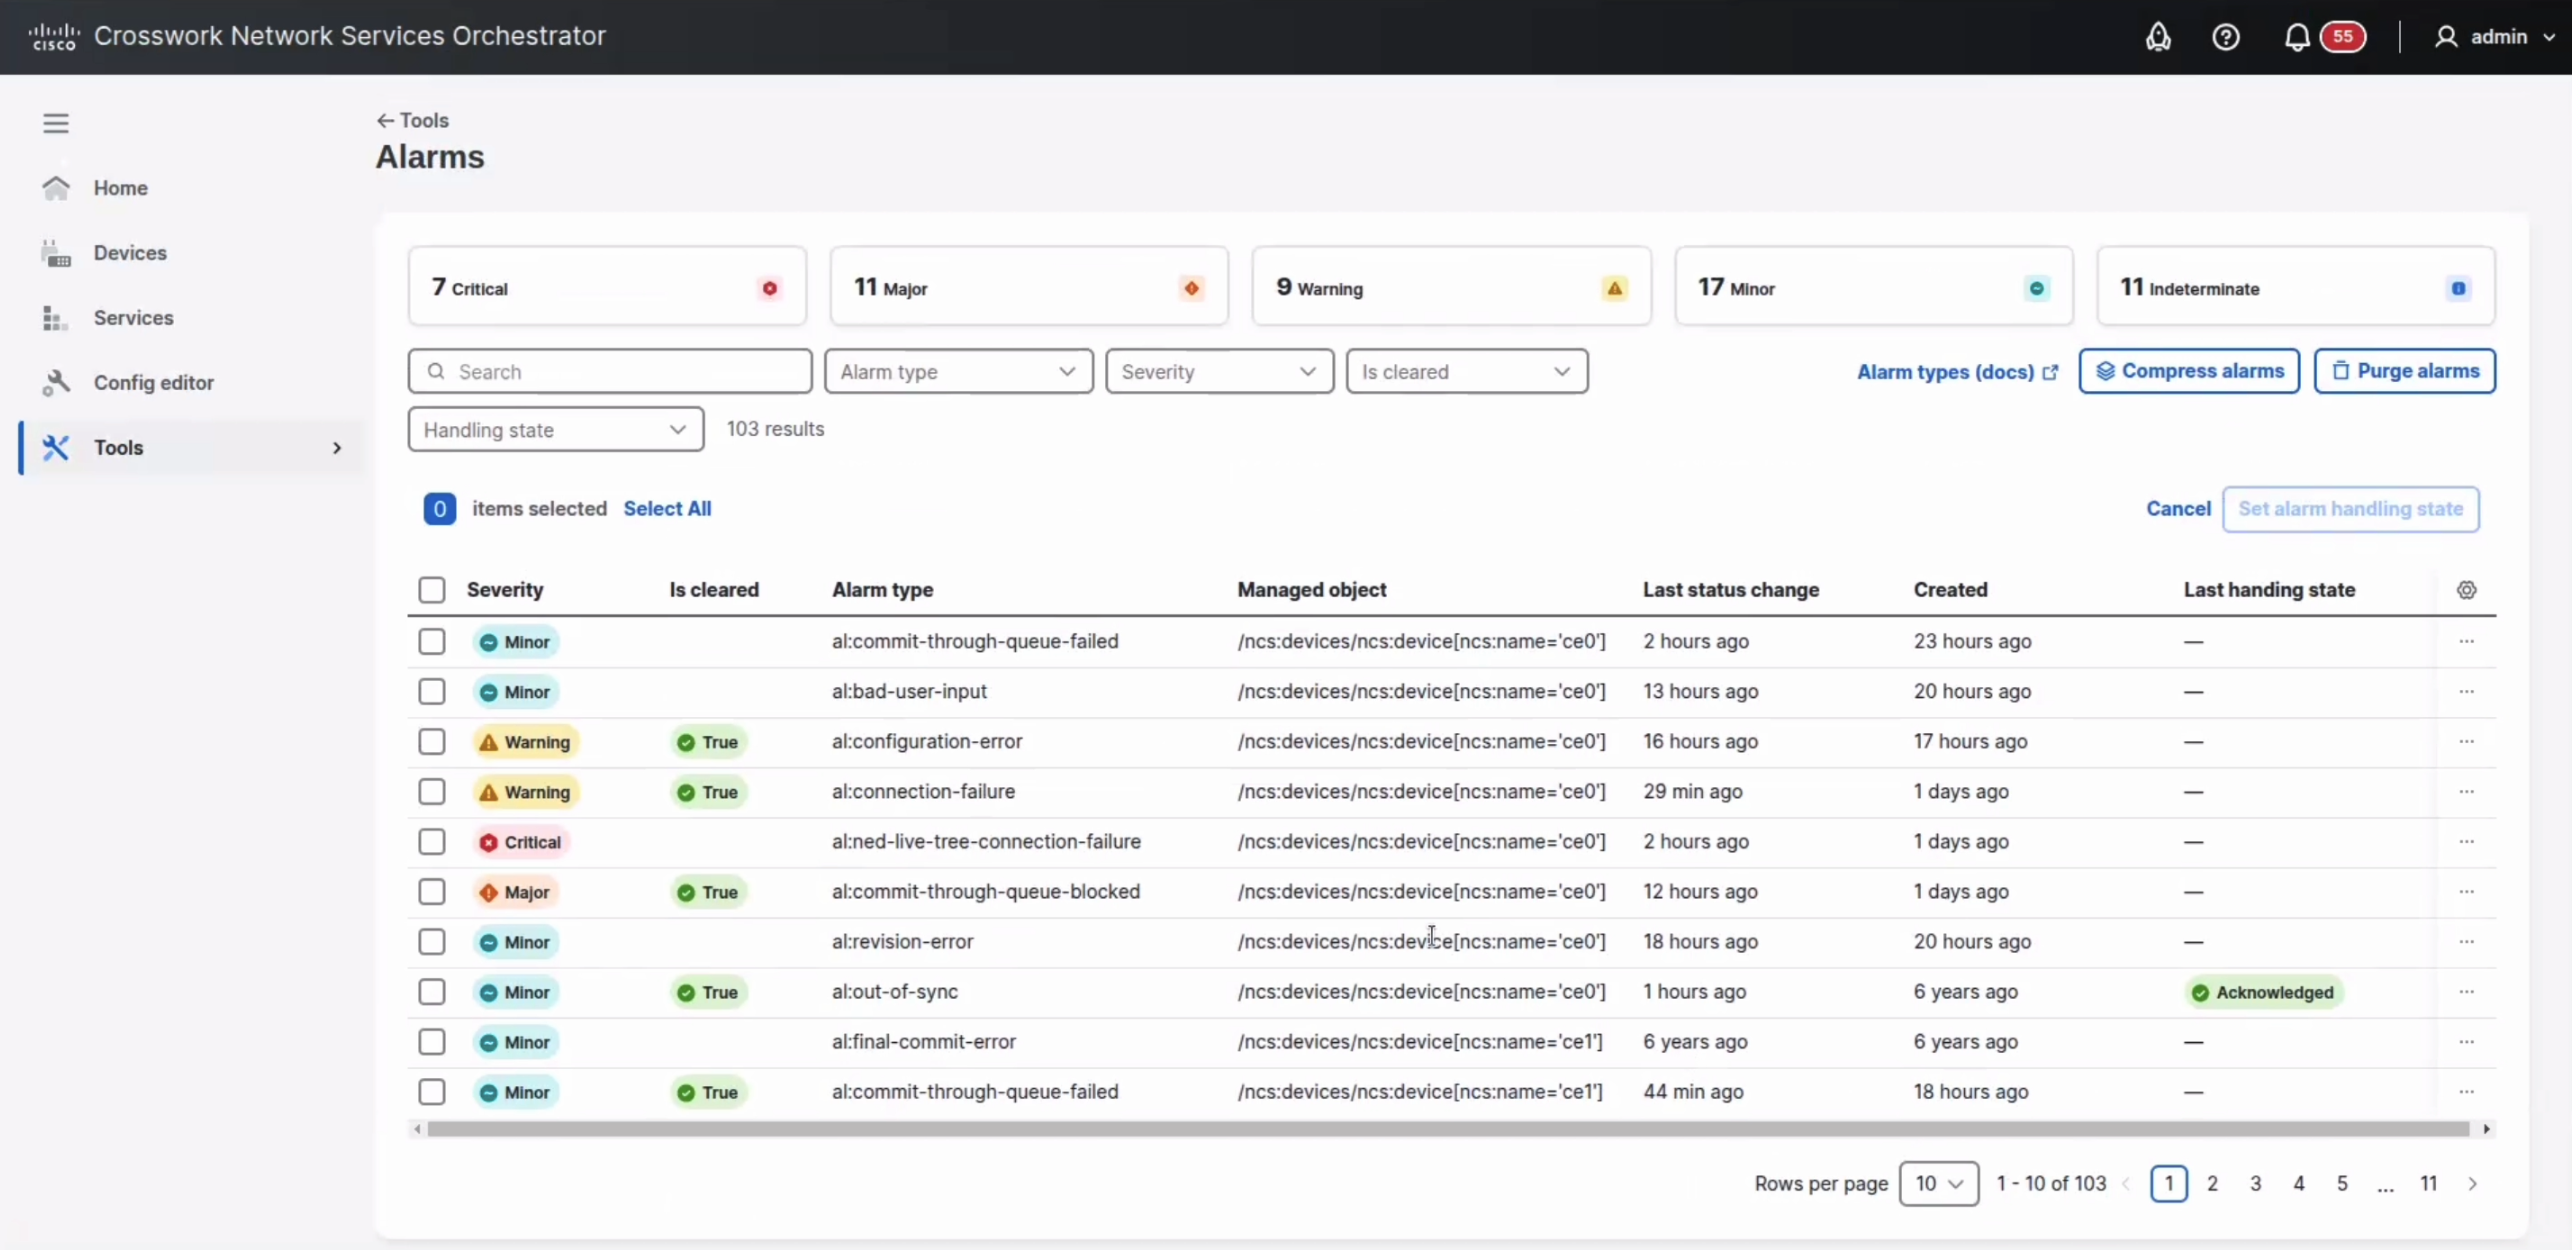 CISCO Crosswork Network Services Orchestrator 55 admin
← Tools
Alarms
Home
Devices
Services
Config editor
Tools
7 Critical 11 Major 9 Warning 17 Minor 11 Indeterminate
Search Alarm type Severity Is cleared Alarm types (docs) Compress alarms Purge alarms
Handling state 103 results
0 items selected Select All Cancel Set alarm handling state
Severity Is cleared Alarm type Managed object Last status change Created Last handing state
Minor al:commit-through-queue-failed /ncs:devices/ncs:device[ncs:name='ce0'] 2 hours ago 23 hours ago — ...
Minor al:bad-user-input /ncs:devices/ncs:device[ncs:name='ce0'] 13 hours ago 20 hours ago — ...
Warning True al:configuration-error /ncs:devices/ncs:device[ncs:name='ce0'] 16 hours ago 17 hours ago — ...
Warning True al:connection-failure /ncs:devices/ncs:device[ncs:name='ce0'] 29 min ago 1 days ago — ...
Critical al:ned-live-tree-connection-failure /ncs:devices/ncs:device[ncs:name='ce0'] 2 hours ago 1 days ago — ...
Major True al:commit-through-queue-blocked /ncs:devices/ncs:device[ncs:name='ce0'] 12 hours ago 1 days ago — ...
Minor al:revision-error /ncs:devices/ncs:device[ncs:name='ce0'] 18 hours ago 20 hours ago — ...
Minor True al:out-of-sync /ncs:devices/ncs:device[ncs:name='ce0'] 1 hours ago 6 years ago Acknowledged ...
Minor al:final-commit-error /ncs:devices/ncs:device[ncs:name='ce1'] 6 years ago 6 years ago — ...
Minor True al:commit-through-queue-failed /ncs:devices/ncs:device[ncs:name='ce1'] 44 min ago 18 hours ago — ...
Rows per page 10 1 - 10 of 103 1 2 3 4 5 ... 11